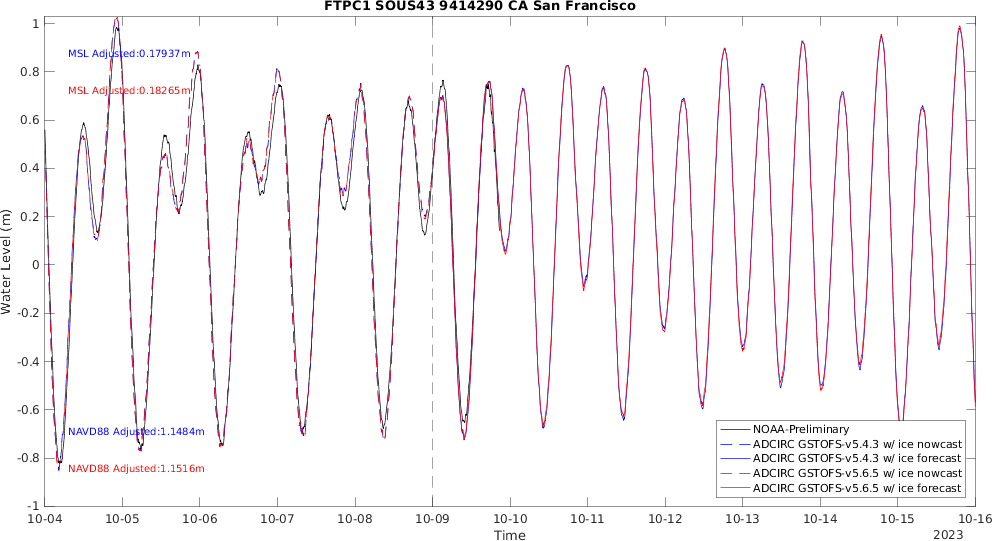 FTPC1 SOUS43 9414290 CA San Francisco
1
0.8
0.6
0.4
0.2
0
-0.2
-0.4
-0.6
-0.8
-1
Water Level (m)
MSL Adjusted:0.17937m
MSL Adjusted:0.18265m
NAVD88 Adjusted:1.1484m
NAVD88 Adjusted:1.1516m
NOAA-Preliminary
ADCIRC GSTOFS-v5.4.3 w/ ice nowcast
ADCIRC GSTOFS-v5.4.3 w/ ice forecast
ADCIRC GSTOFS-v5.6.5 w/ ice nowcast
ADCIRC GSTOFS-v5.6.5 w/ ice forecast
10-04 10-05 10-06 10-07 10-08 10-09 10-10 10-11 10-12 10-13 10-14 10-15 10-16
Time
2023